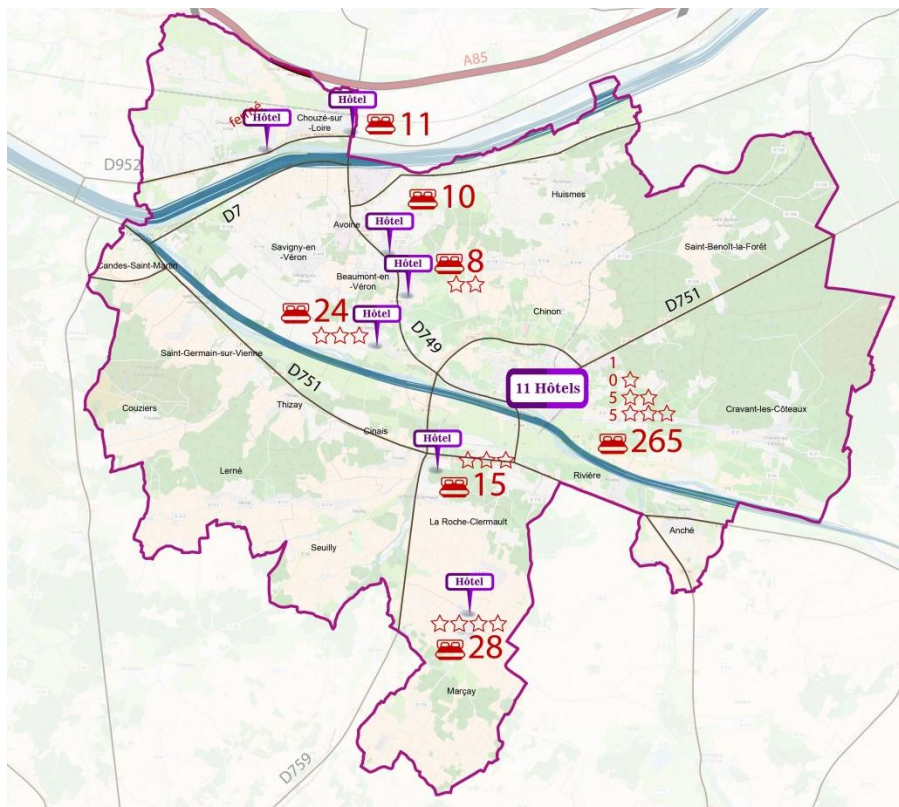 A85
Hôtel
fermé
Hôtel
Chouzé-sur
-Loire
11
D952
10
Huismes
D7
Avoine
Hôtel
Savigny-en
-Véron
Saint-Benoît-la-Forêt
Candes-Saint-Martin
Beaumont-en
-Véron
Hôtel
8
D751
24
Hôtel
Chinon
D749
Saint-Germain-sur-Vienne
D751
11 Hôtels
1
0
5
5
265
Couziers
Thizay
Cravant-les-Côteaux
Cinais
Hôtel
Lerné
15
Rivière
La Roche-Clermault
Anché
Seuilly
Hôtel
28
Marçay
D759